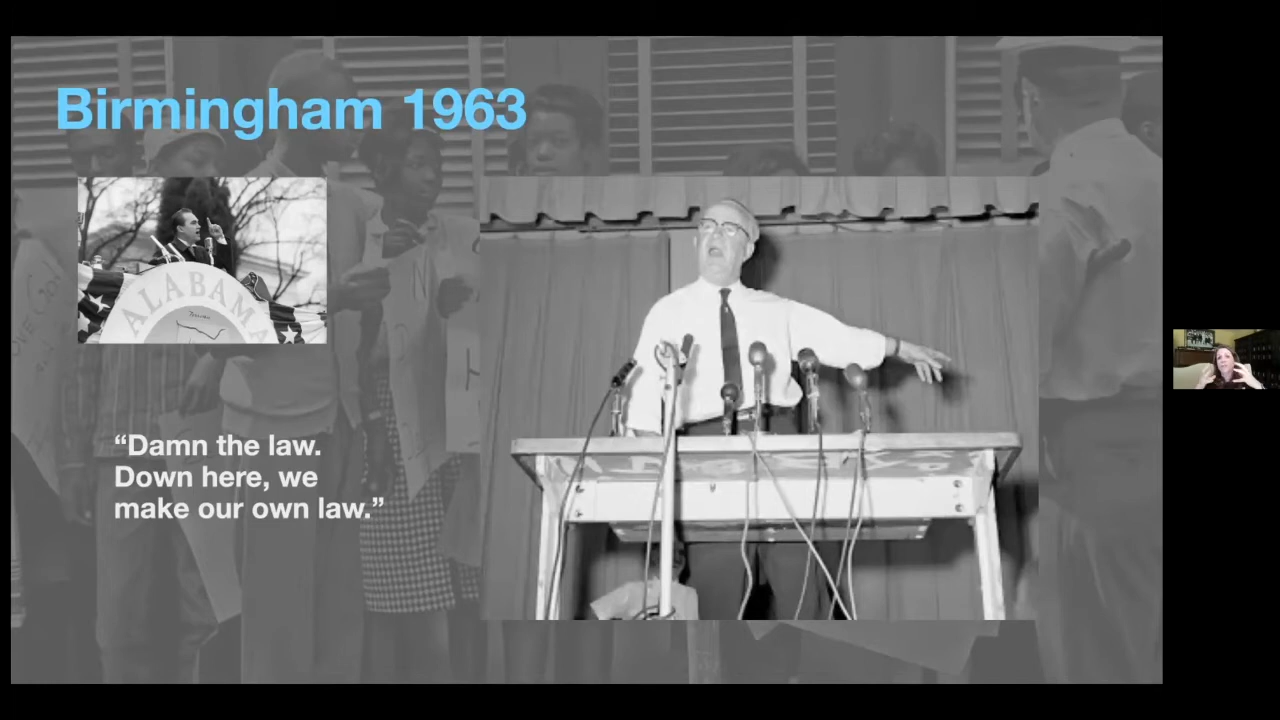 Birmingham 1963
ALABAMA
“Damn the law.
Down here, we
make our own law.”